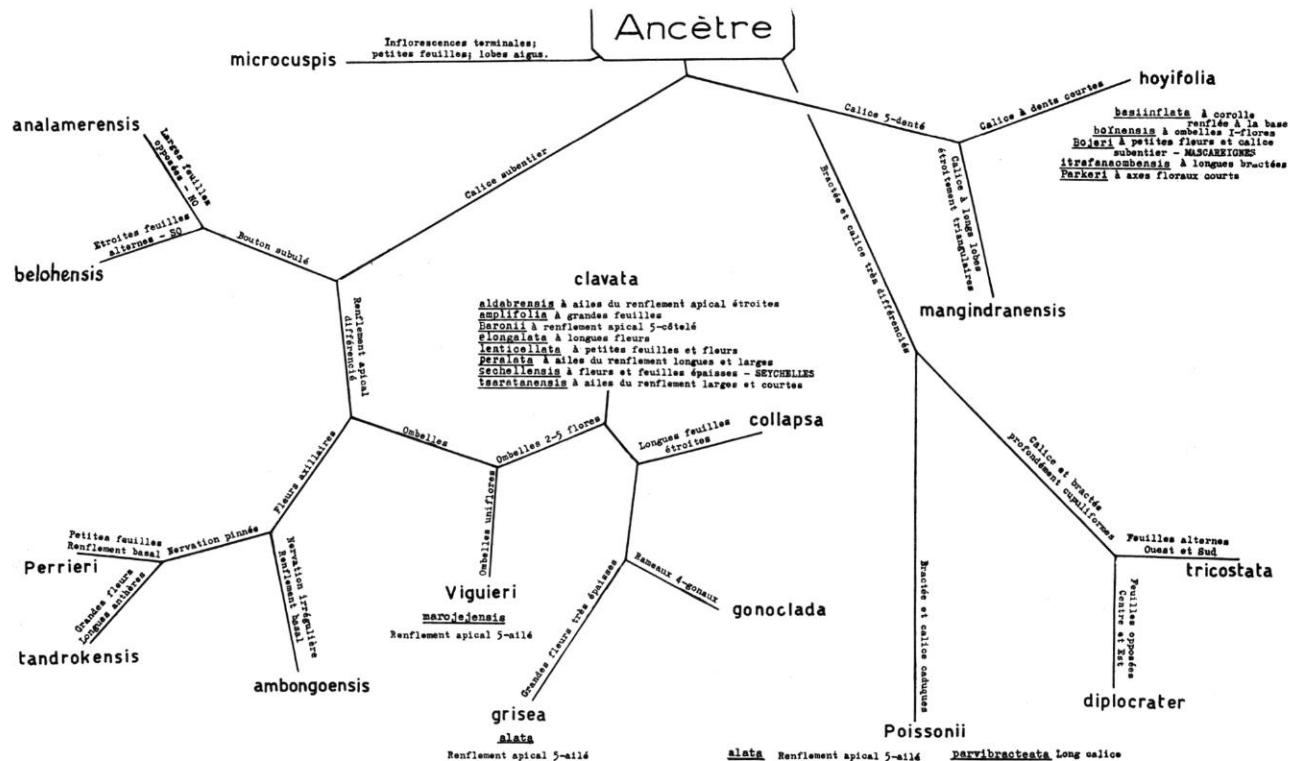 Ancètre
microcuspis
Inflorescences terminales;
petites feuilles; lobes aigus.
hoyifolia
Calice à dents courtes
Calice 5-denté
basiinflata à corolle
renflée à la base
boïnensis à ombelles I-flores
Bojeri à petites fleurs et calice
subentier - MASCAREIGNES
itrafanaombensis à longues bractées
Parkeri à axes floraux courts
analamerensis
Larges feuilles
opposées - NO
Calice subentier
Bractée et calice très différenciés
Calice à longs lobes
étroitement triangulaires
Etroites feuilles
alternes - SO
Bouton subulé
belohensis
mangindranensis
clavata
aldabrensis à ailes du renflement apical étroites
amplifolia à grandes feuilles
Baronii à renflement apical 5-côtelé
elongalata à longues fleurs
lenticellata à petites feuilles et fleurs
peralata à ailes du renflement longues et larges
sechellensis à fleurs et feuilles épaisses - SEYCHELLES
tsaratanensis à ailes du renflement larges et courtes
Renflement apical
différencié
collapsa
Longues feuilles
étroites
Ombelles
Ombelles 2-5 flores
Fleurs axillaires
Calice et bractés
profondément cupuliformes
Petites feuilles
Renflement basal
Nervation pinnée
Perrieri
Grandes fleurs
Longues anthères
tandrokensis
Nervation irrégulière
Renflement basal
ambongoensis
Ombelles uniflores
Viguieri
marojejensis
Renflement apical 5-ailé
Rameaux 4-gonaux
gonoclada
Grandes fleurs très épaisses
grisea
alata
Renflement apical 5-ailé
Bractée et calice caduques
Feuilles alternes
Ouest et Sud
tricostata
Feuilles opposées
Centre et Est
diplocrater
Poissonii
alata Renflement apical 5-ailé parvibracteata Long calice